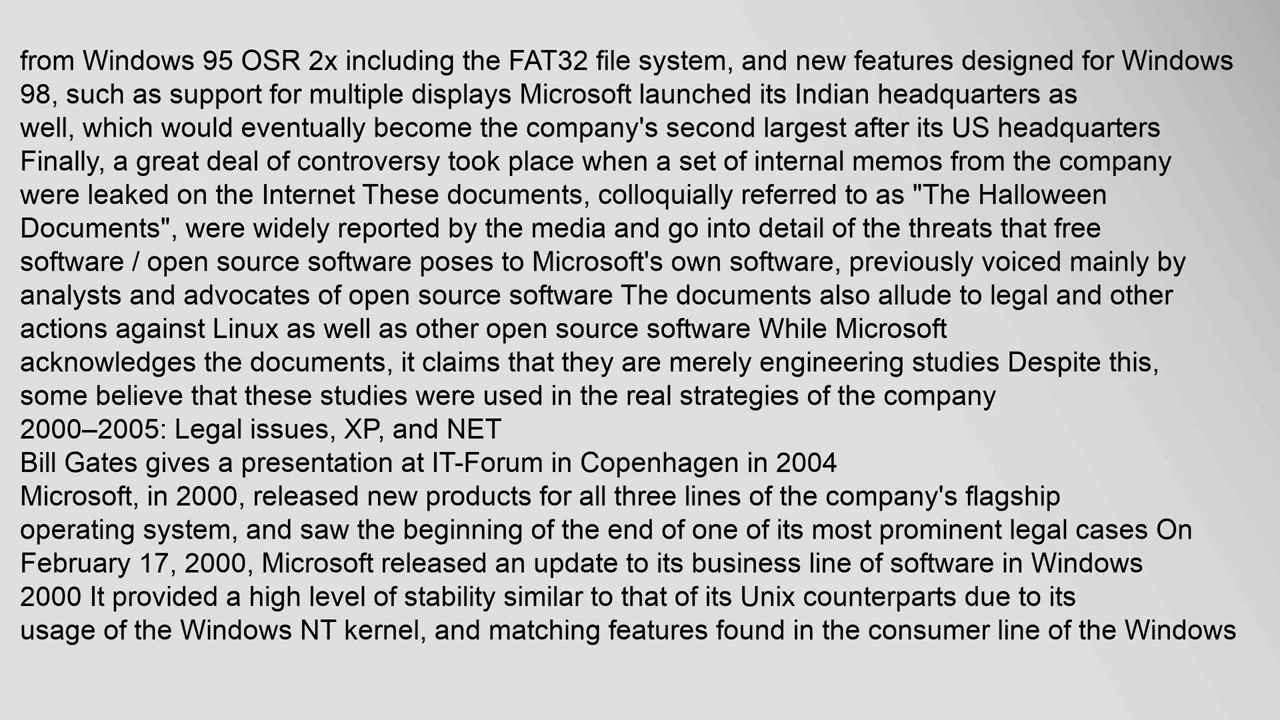 from Windows 95 OSR 2x including the FAT32 file system, and new features designed for Windows
98, such as support for multiple displays Microsoft launched its Indian headquarters as
well, which would eventually become the company's second largest after its US headquarters
Finally, a great deal of controversy took place when a set of internal memos from the company
were leaked on the Internet These documents, colloquially referred to as "The Halloween
Documents", were widely reported by the media and go into detail of the threats that free
software / open source software poses to Microsoft's own software, previously voiced mainly by
analysts and advocates of open source software The documents also allude to legal and other
actions against Linux as well as other open source software While Microsoft
acknowledges the documents, it claims that they are merely engineering studies Despite this,
some believe that these studies were used in the real strategies of the company
2000–2005: Legal issues, XP, and NET
Bill Gates gives a presentation at IT-Forum in Copenhagen in 2004
Microsoft, in 2000, released new products for all three lines of the company's flagship
operating system, and saw the beginning of the end of one of its most prominent legal cases On
February 17, 2000, Microsoft released an update to its business line of software in Windows
2000 It provided a high level of stability similar to that of its Unix counterparts due to its
usage of the Windows NT kernel, and matching features found in the consumer line of the Windows